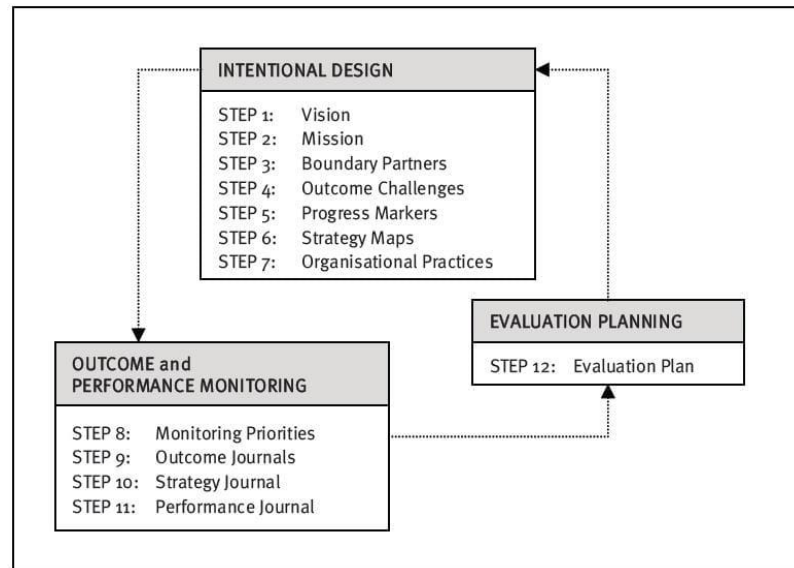 INTENTIONAL DESIGN
STEP 1: Vision
STEP 2: Mission
STEP 3: Boundary Partners
STEP 4: Outcome Challenges
STEP 5: Progress Markers
STEP 6: Strategy Maps
STEP 7: Organisational Practices
OUTCOME and
PERFORMANCE MONITORING
STEP 8: Monitoring Priorities
STEP 9: Outcome Journals
STEP 10: Strategy Journal
STEP 11: Performance Journal
EVALUATION PLANNING
STEP 12: Evaluation Plan